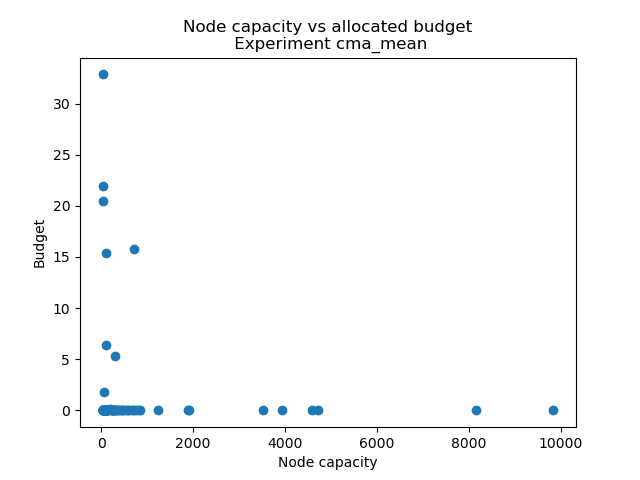 Node capacity vs allocated budget
Experiment cma_mean
30
25
20
15
10
5
0
Budget
0 2000 4000 6000 8000 10000
Node capacity